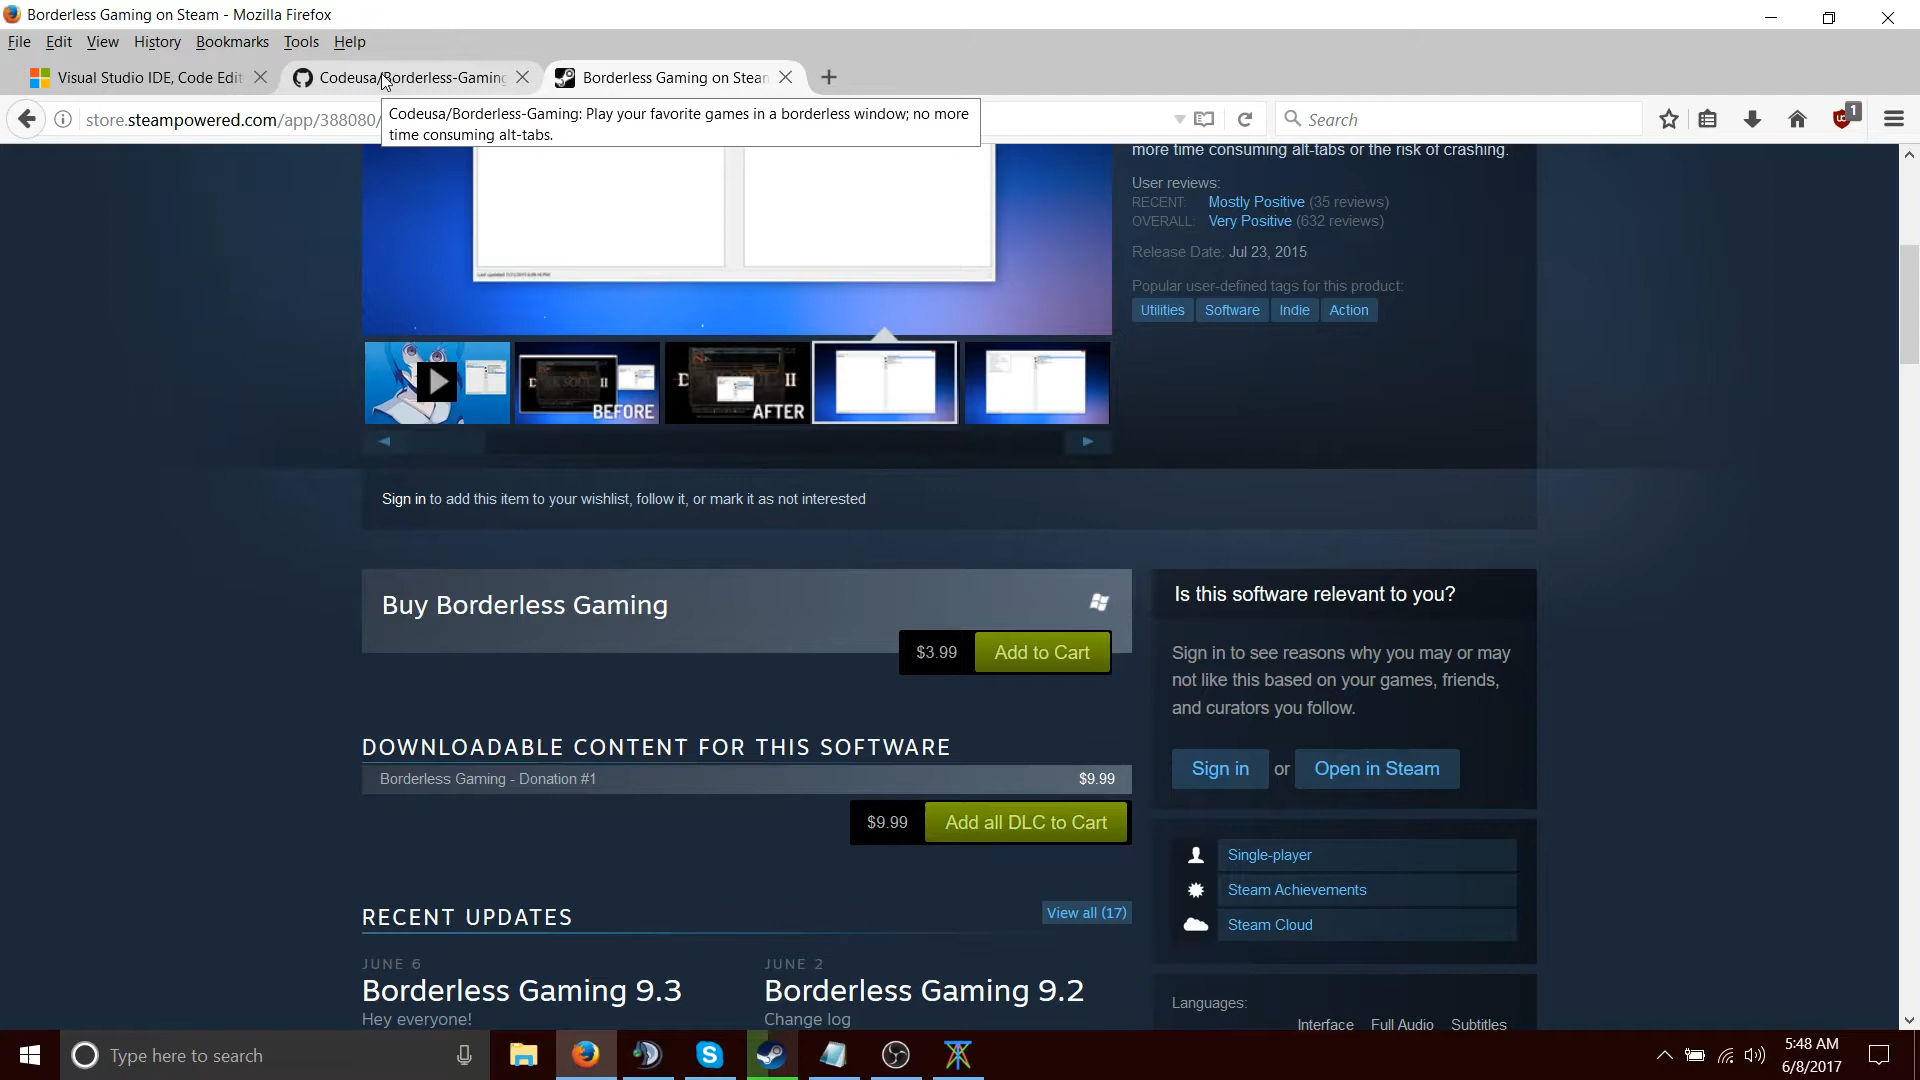 Borderless Gaming on Steam - Mozilla Firefox
File Edit View History Bookmarks Tools Help
Visual Studio IDE, Code Edit
Codeusa/Borderless-Gaming
Borderless Gaming on Steam
store.steampowered.com/app/388080/
Search
1
Codeusa/Borderless-Gaming: Play your favorite games in a borderless window; no more
time consuming alt-tabs.
more time consuming alt-tabs or the risk of crashing.
User reviews:
RECENT: Mostly Positive (35 reviews)
OVERALL: Very Positive (632 reviews)
Release Date: Jul 23, 2015
Popular user-defined tags for this product:
Utilities Software Indie Action
BEFORE
AFTER
Sign in to add this item to your wishlist, follow it, or mark it as not interested
Buy Borderless Gaming
$3.99 Add to Cart
Is this software relevant to you?
Sign in to see reasons why you may or may
not like this based on your games, friends,
and curators you follow.
Sign in or Open in Steam
DOWNLOADABLE CONTENT FOR THIS SOFTWARE
Borderless Gaming - Donation #1 $9.99
$9.99 Add all DLC to Cart
Single-player
Steam Achievements
Steam Cloud
RECENT UPDATES
View all (17)
JUNE 6
Borderless Gaming 9.3
Hey everyone!
JUNE 2
Borderless Gaming 9.2
Change log
Languages:
Interface Full Audio Subtitles
Type here to search
5:48 AM
6/8/2017